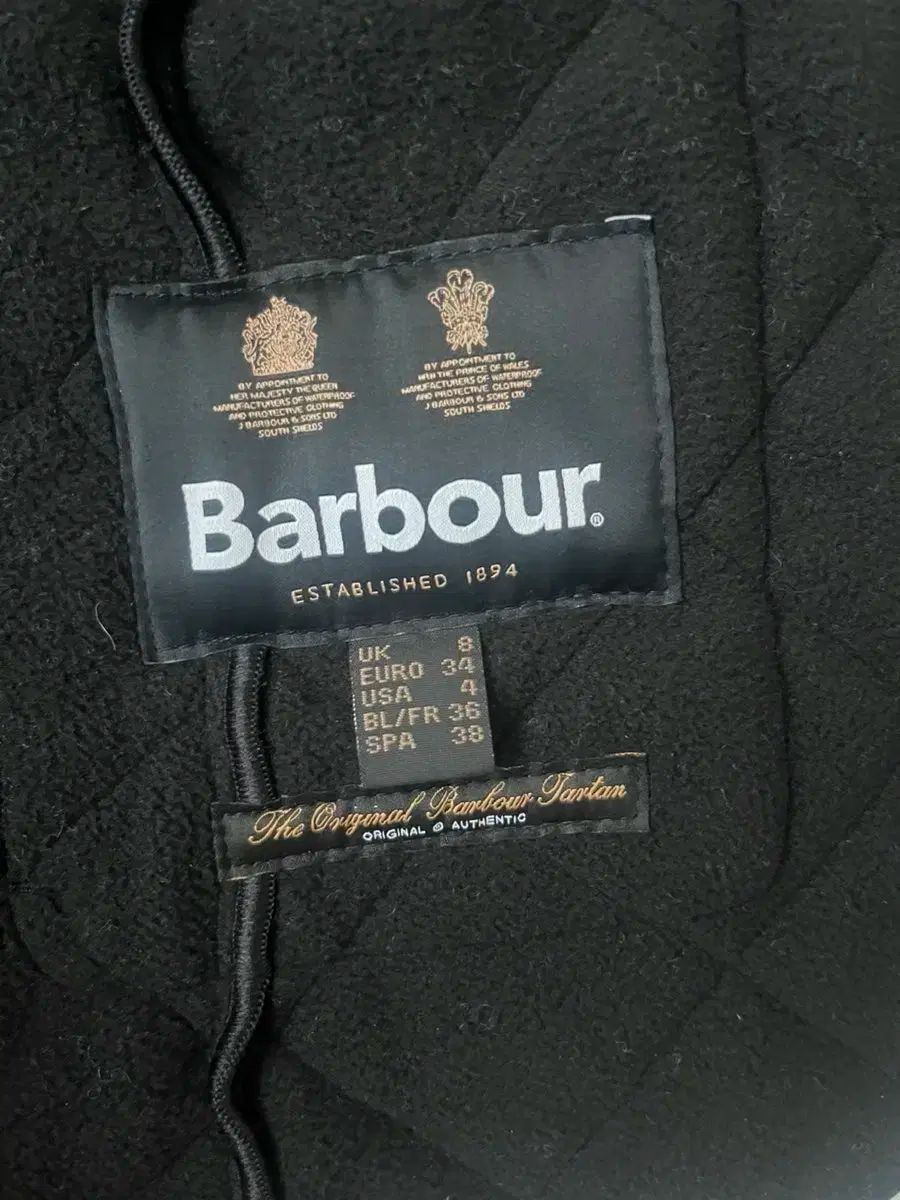 BY APPOINTMENT TO
HER MAJESTY THE QUEEN
MANUFACTURERS OF WATERPROOF
AND PROTECTIVE CLOTHING
J BARBOUR & SONS LTD
SOUTH SHIELDS
BY APPOINTMENT TO
HRH THE PRINCE OF WALES
MANUFACTURERS OF WATERPROOF
AND PROTECTIVE CLOTHING
J BARBOUR & SONS LTD
SOUTH SHIELDS
Barbour®
ESTABLISHED 1894
UK 8
EURO 34
USA 4
BL/FR 36
SPA 38
The Original Barbour Tartan
ORIGINAL @ AUTHENTIC